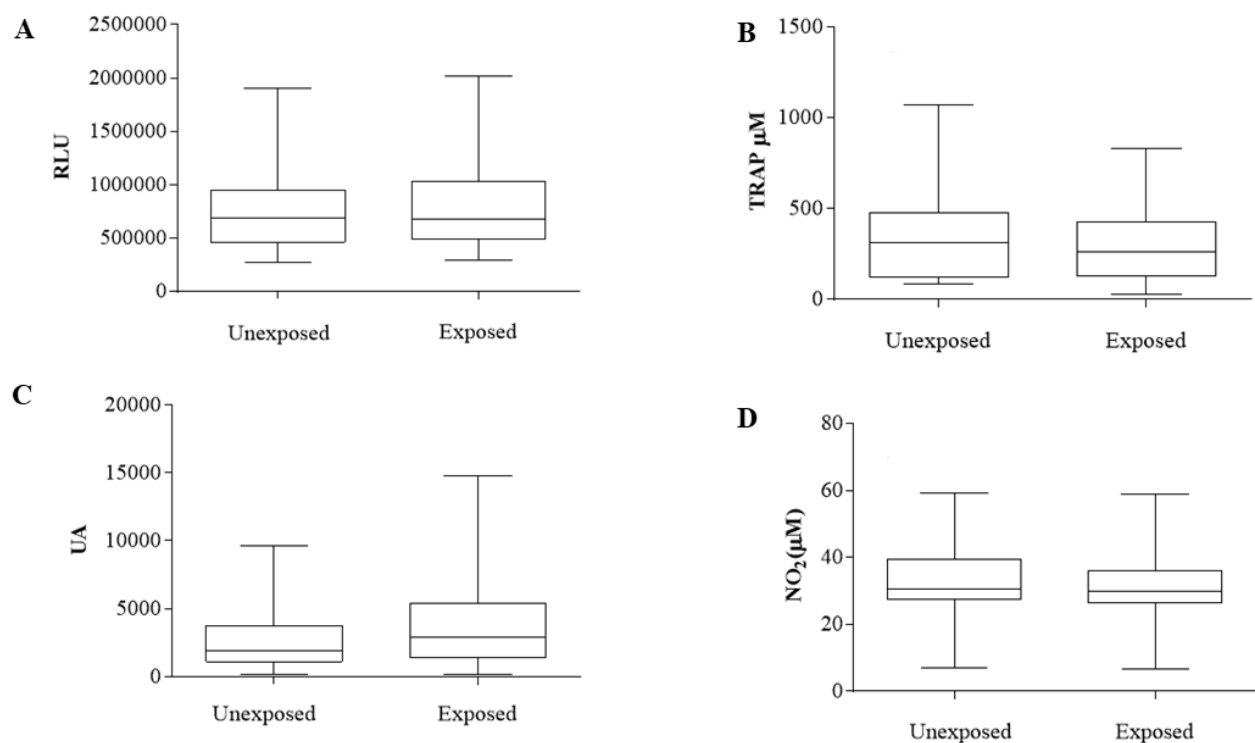 A
RLU
2500000
2000000
1500000
1000000
500000
0
Unexposed
Exposed
B
TRAP µM
1500
1000
500
0
Unexposed
Exposed
C
UA
20000
15000
10000
5000
0
Unexposed
Exposed
D
NO₂(µM)
80
60
40
20
0
Unexposed
Exposed